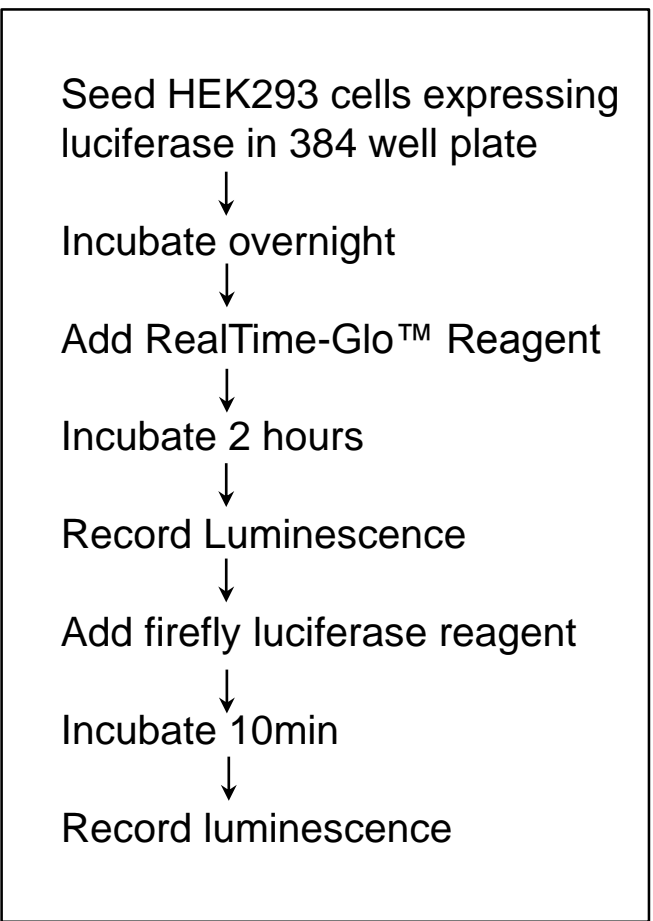 Seed HEK293 cells expressing
luciferase in 384 well plate
Incubate overnight
Add RealTime-Glo™ Reagent
Incubate 2 hours
Record Luminescence
Add firefly luciferase reagent
Incubate 10min
Record luminescence